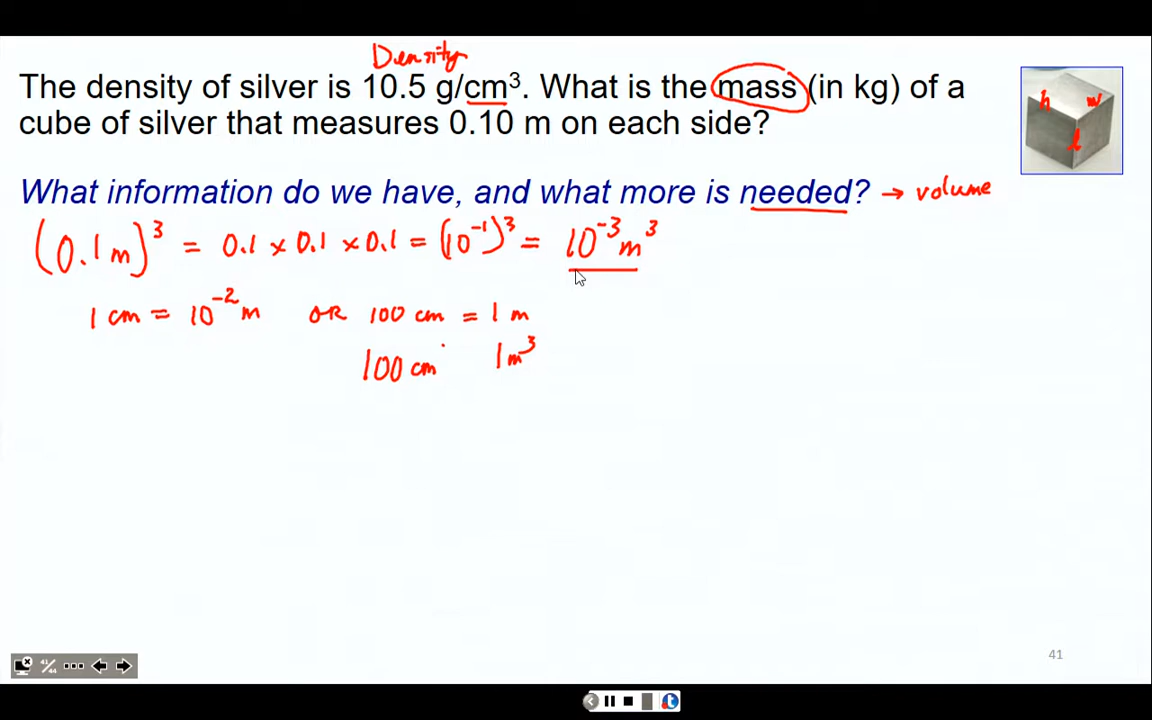 Density
The density of silver is 10.5 g/cm³. What is the mass (in kg) of a
cube of silver that measures 0.10 m on each side?
h w
l
What information do we have, and what more is needed? → volume
(0.1 m)³ = 0.1 × 0.1 × 0.1 = (10⁻¹)³ = 10⁻³ m³
1 cm = 10⁻² m OR 100 cm = 1 m
100 cm 1 m³
41/44
41